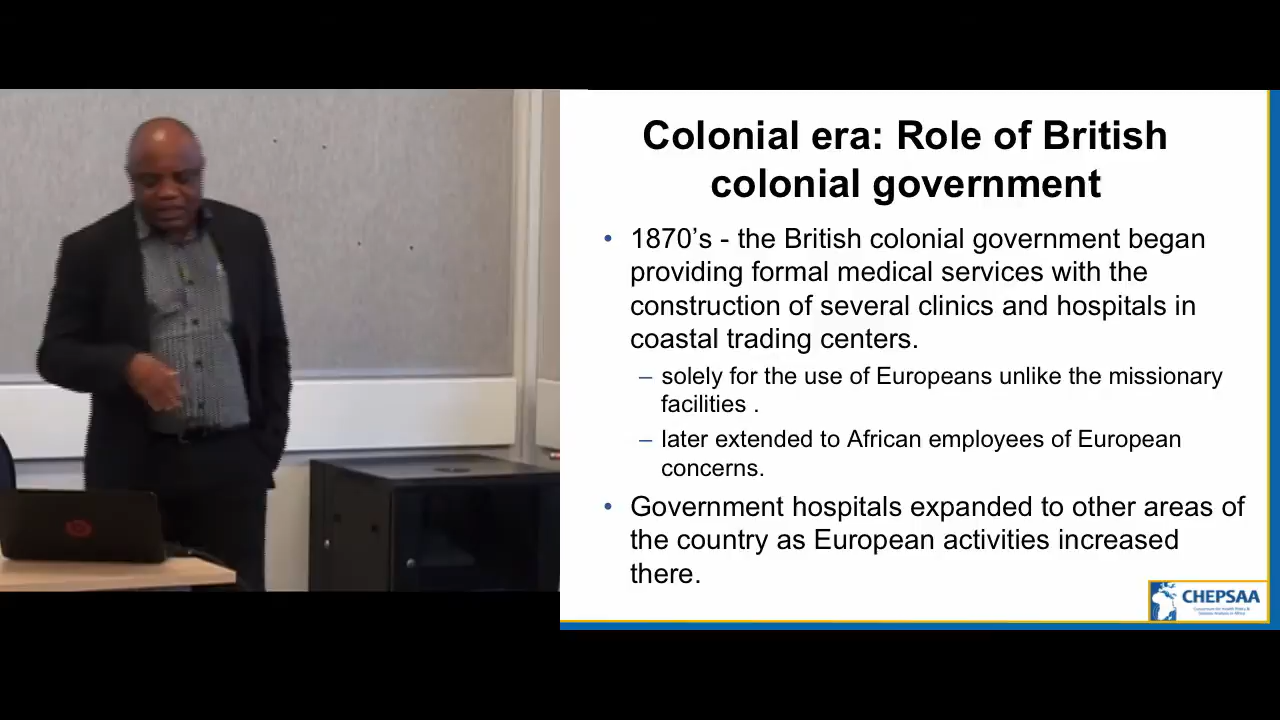 Colonial era: Role of British
colonial government
• 1870’s - the British colonial government began
providing formal medical services with the
construction of several clinics and hospitals in
coastal trading centers.
– solely for the use of Europeans unlike the missionary
facilities .
– later extended to African employees of European
concerns.
• Government hospitals expanded to other areas of
the country as European activities increased
there.
CHEPSAA